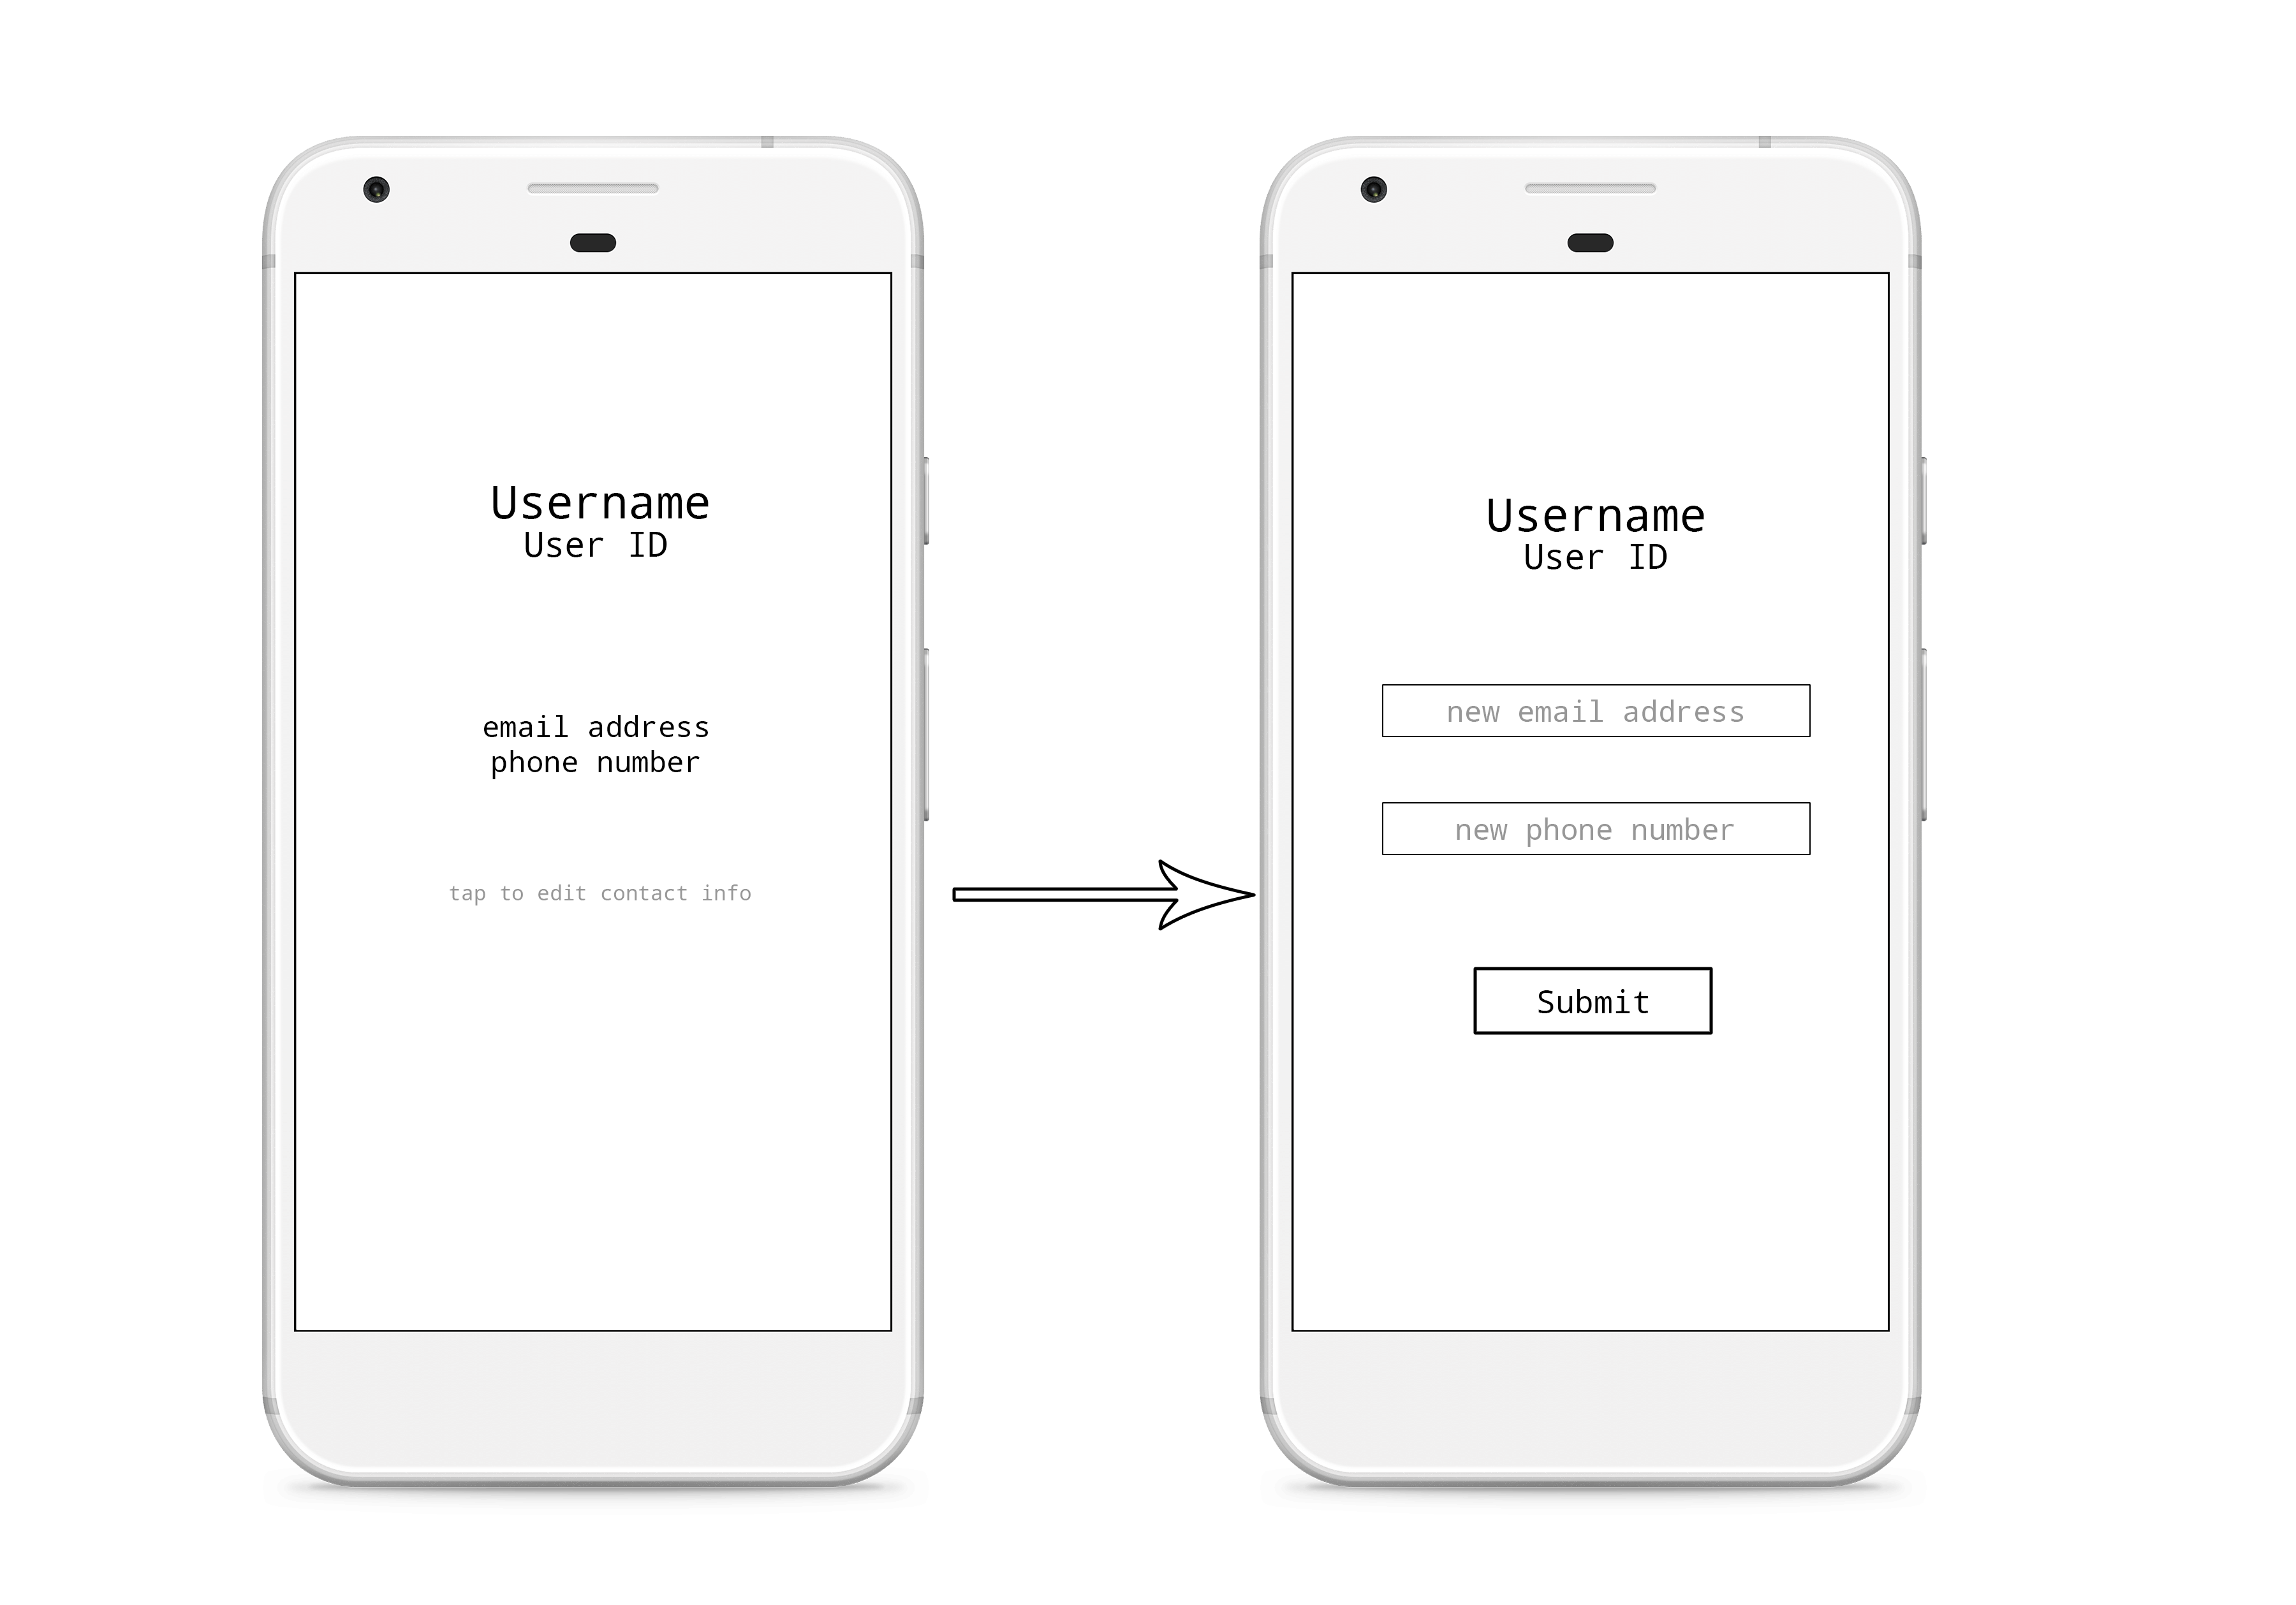 Username
User ID
email address
phone number
tap to edit contact info
Username
User ID
new email address
new phone number
Submit